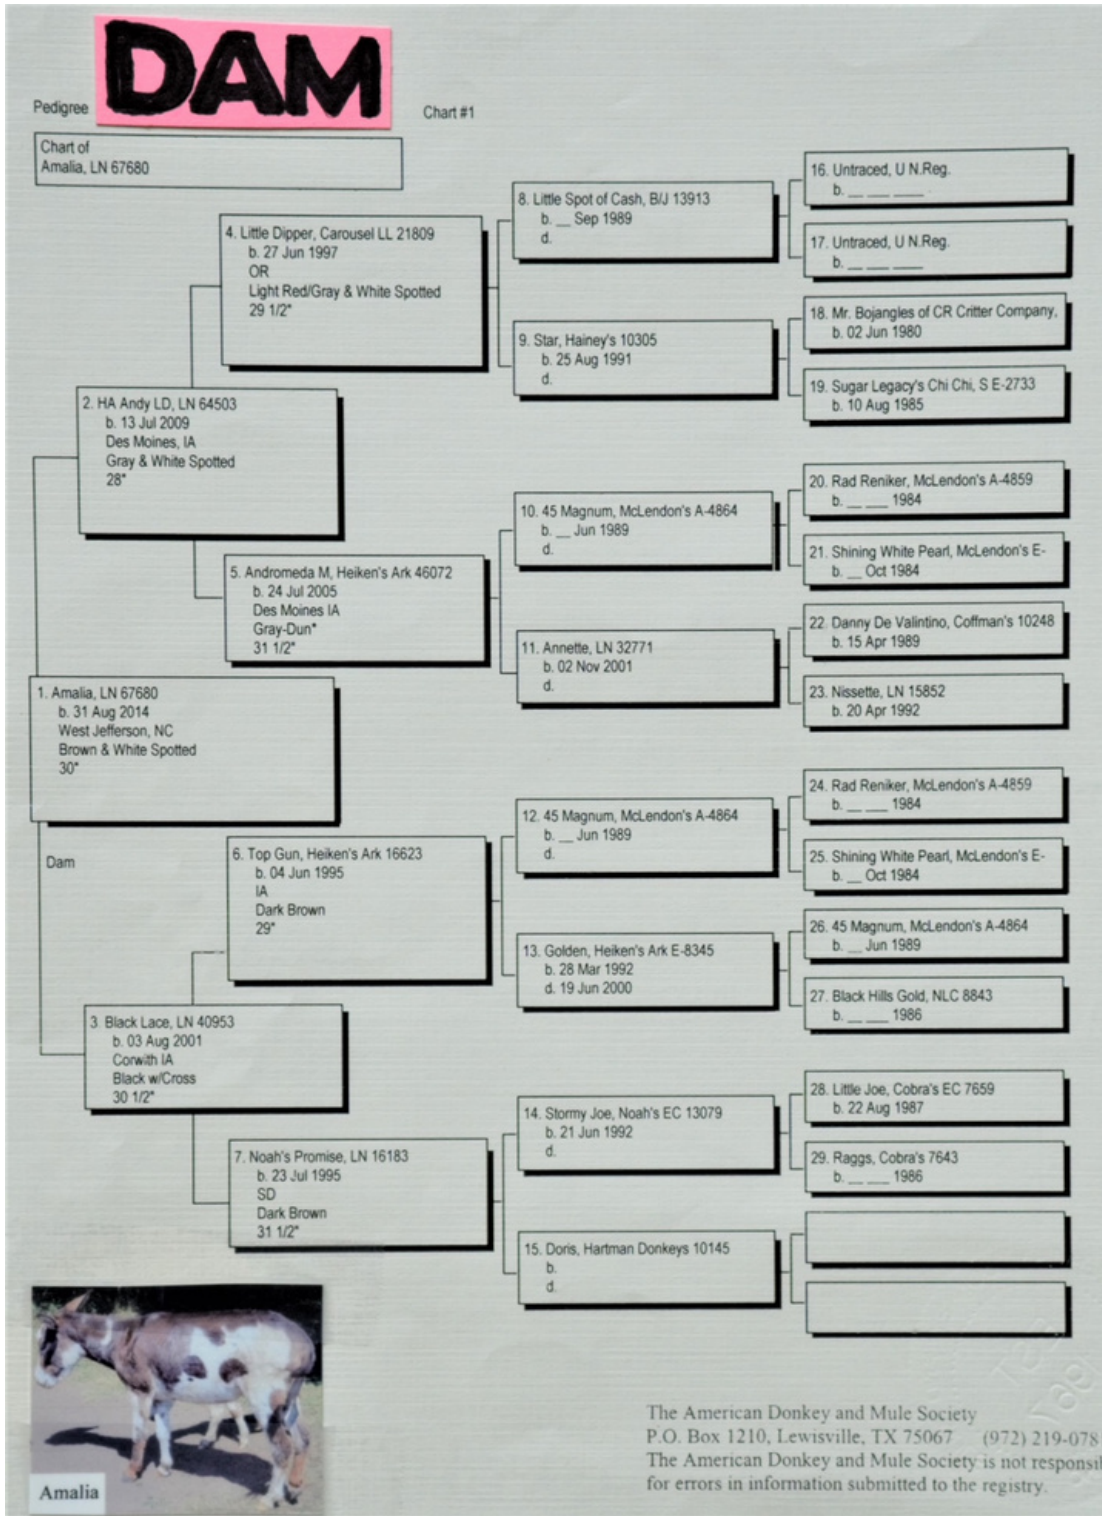 DAM
Pedigree
Chart #1
Chart of
Amalia, LN 67680
1. Amalia, LN 67680
b. 31 Aug 2014
West Jefferson, NC
Brown & White Spotted
30"
Dam
2. HA Andy LD, LN 64503
b. 13 Jul 2009
Des Moines, IA
Gray & White Spotted
28"
3. Black Lace, LN 40953
b. 03 Aug 2001
Corwith IA
Black w/Cross
30 1/2"
4. Little Dipper, Carousel LL 21809
b. 27 Jun 1997
OR
Light Red/Gray & White Spotted
29 1/2"
5. Andromeda M, Heiken's Ark 46072
b. 24 Jul 2005
Des Moines IA
Gray-Dun*
31 1/2"
6. Top Gun, Heiken's Ark 16623
b. 04 Jun 1995
IA
Dark Brown
29"
7. Noah's Promise, LN 16183
b. 23 Jul 1995
SD
Dark Brown
31 1/2"
8. Little Spot of Cash, B/J 13913
b. __ Sep 1989
d.
9. Star, Hainey's 10305
b. 25 Aug 1991
d.
10. 45 Magnum, McLendon's A-4864
b. __ Jun 1989
d.
11. Annette, LN 32771
b. 02 Nov 2001
d.
12. 45 Magnum, McLendon's A-4864
b. __ Jun 1989
d.
13. Golden, Heiken's Ark E-8345
b. 28 Mar 1992
d. 19 Jun 2000
14. Stormy Joe, Noah's EC 13079
b. 21 Jun 1992
d.
15. Doris, Hartman Donkeys 10145
b.
d.
16. Untraced, U N.Reg.
b. __ ___ ____
17. Untraced, U N.Reg.
b. __ ___ ____
18. Mr. Bojangles of CR Critter Company,
b. 02 Jun 1980
19. Sugar Legacy's Chi Chi, S E-2733
b. 10 Aug 1985
20. Rad Reniker, McLendon's A-4859
b. __ ___ 1984
21. Shining White Pearl, McLendon's E-
b. __ Oct 1984
22. Danny De Valintino, Coffman's 10248
b. 15 Apr 1989
23. Nissette, LN 15852
b. 20 Apr 1992
24. Rad Reniker, McLendon's A-4859
b. __ ___ 1984
25. Shining White Pearl, McLendon's E-
b. __ Oct 1984
26. 45 Magnum, McLendon's A-4864
b. __ Jun 1989
27. Black Hills Gold, NLC 8843
b. __ ___ 1986
28. Little Joe, Cobra's EC 7659
b. 22 Aug 1987
29. Raggs, Cobra's 7643
b. __ ___ 1986
Amalia
The American Donkey and Mule Society
P.O. Box 1210, Lewisville, TX 75067 (972) 219-078
The American Donkey and Mule Society is not responsi
for errors in information submitted to the registry.